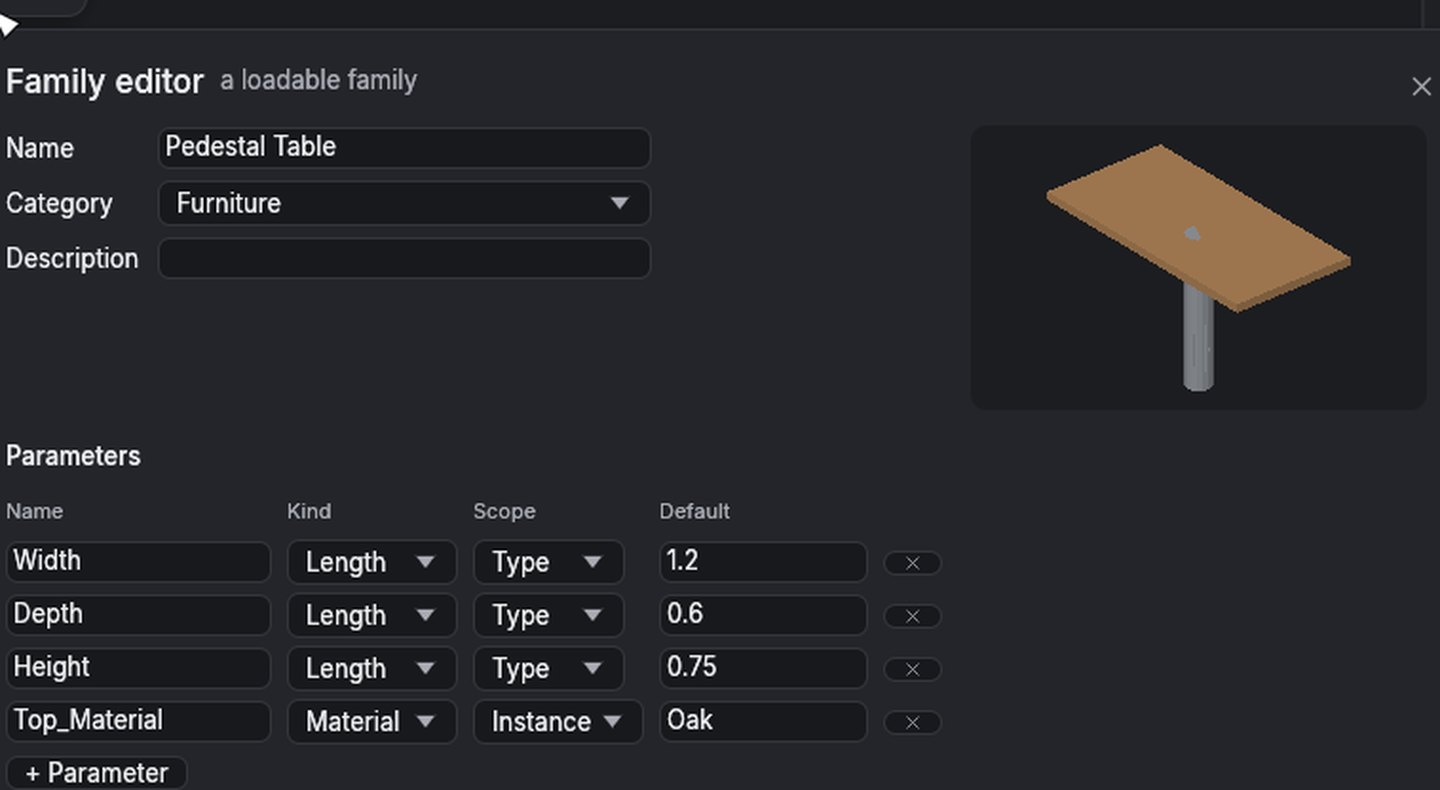 Family editor a loadable family
Name Pedestal Table
Category Furniture
Description
Parameters
Name Kind Scope Default
Width Length Type 1.2
Depth Length Type 0.6
Height Length Type 0.75
Top_Material Material Instance Oak
+ Parameter